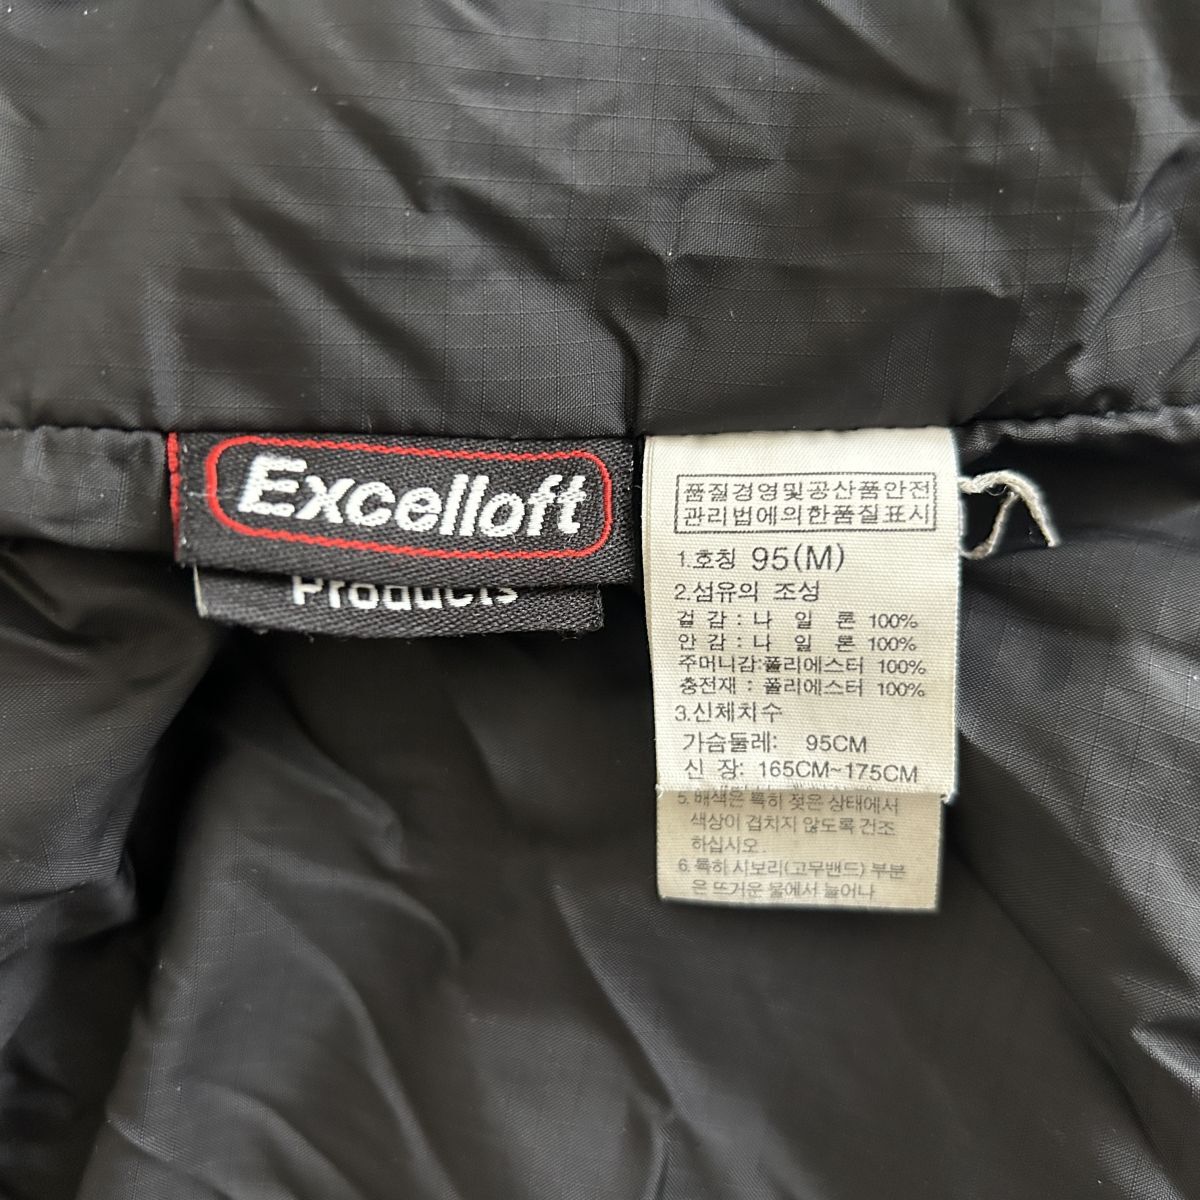 Excelloft
Products
품질경영및공산품안전
관리법에의한품질표시
1.호칭 95(M)
2.섬유의 조성
겉 감 : 나 일 론 100%
안 감 : 나 일 론 100%
주머니감:폴리에스터 100%
충전재 : 폴리에스터 100%
3.신체치수
가슴둘레: 95CM
신 장: 165CM~175CM
5. 배색은 특히 젖은 상태에서
색상이 겹치지 않도록 건조
하십시오.
6. 특히 시보리(고무밴드) 부분
은 뜨거운 물에서 늘어나